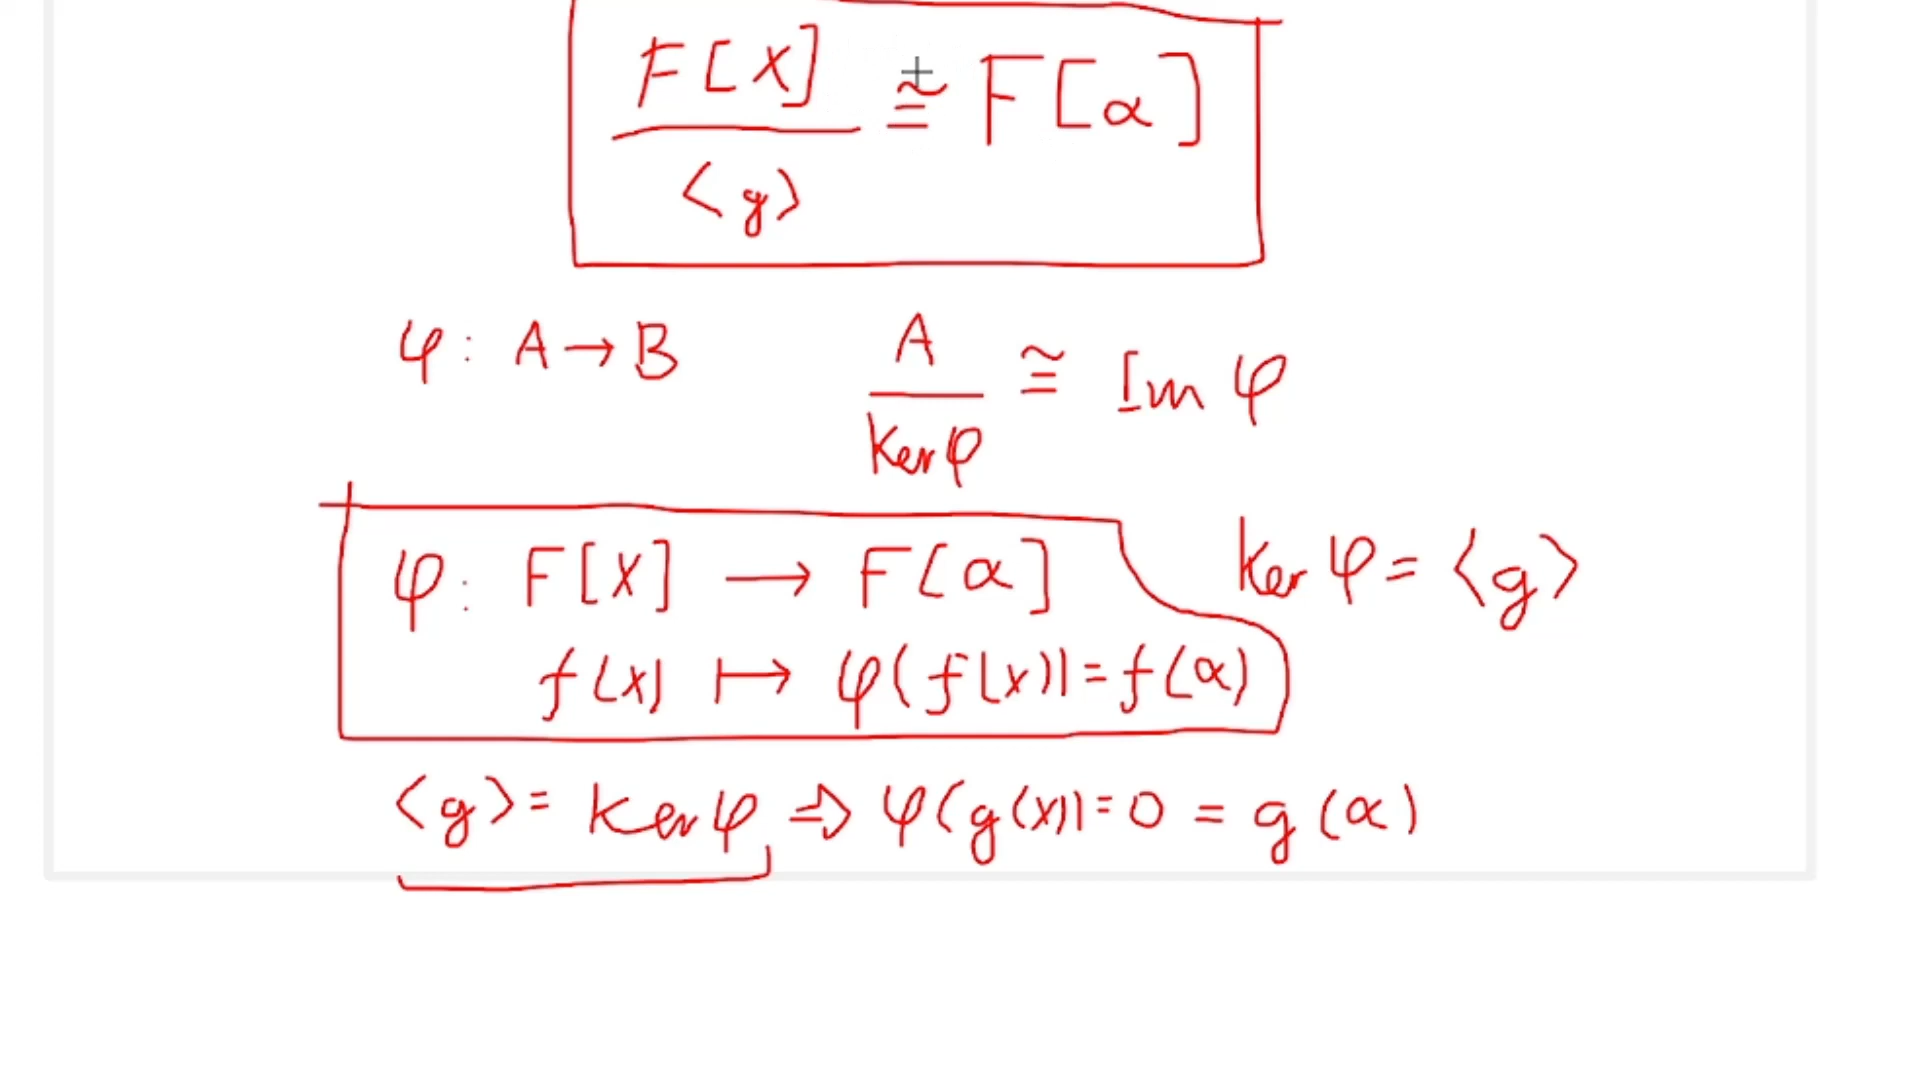 F[X] / <g> ≅ F[α]
φ: A → B    A / Ker φ ≅ Im φ
φ: F[X] → F[α]    Ker φ = <g>
f(x) ↦ φ(f(x)) = f(α)
<g> = Ker φ ⇒ φ(g(x)) = 0 = g(α)